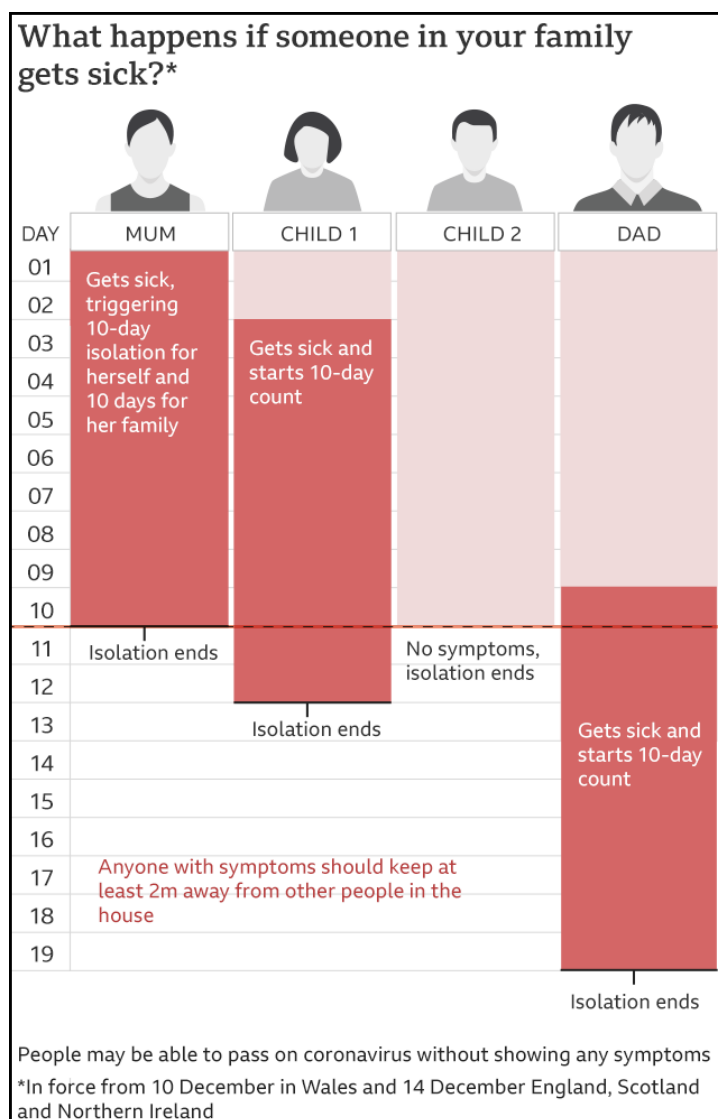 What happens if someone in your family
gets sick?*
DAY
MUM
CHILD 1
CHILD 2
DAD
01
02
03
04
05
06
07
08
09
10
11
12
13
14
15
16
17
18
19
Gets sick,
triggering
10-day
isolation for
herself and
10 days for
her family
Isolation ends
Gets sick and
starts 10-day
count
Isolation ends
No symptoms,
isolation ends
Gets sick and
starts 10-day
count
Isolation ends
Anyone with symptoms should keep at
least 2m away from other people in the
house
People may be able to pass on coronavirus without showing any symptoms
*In force from 10 December in Wales and 14 December England, Scotland
and Northern Ireland